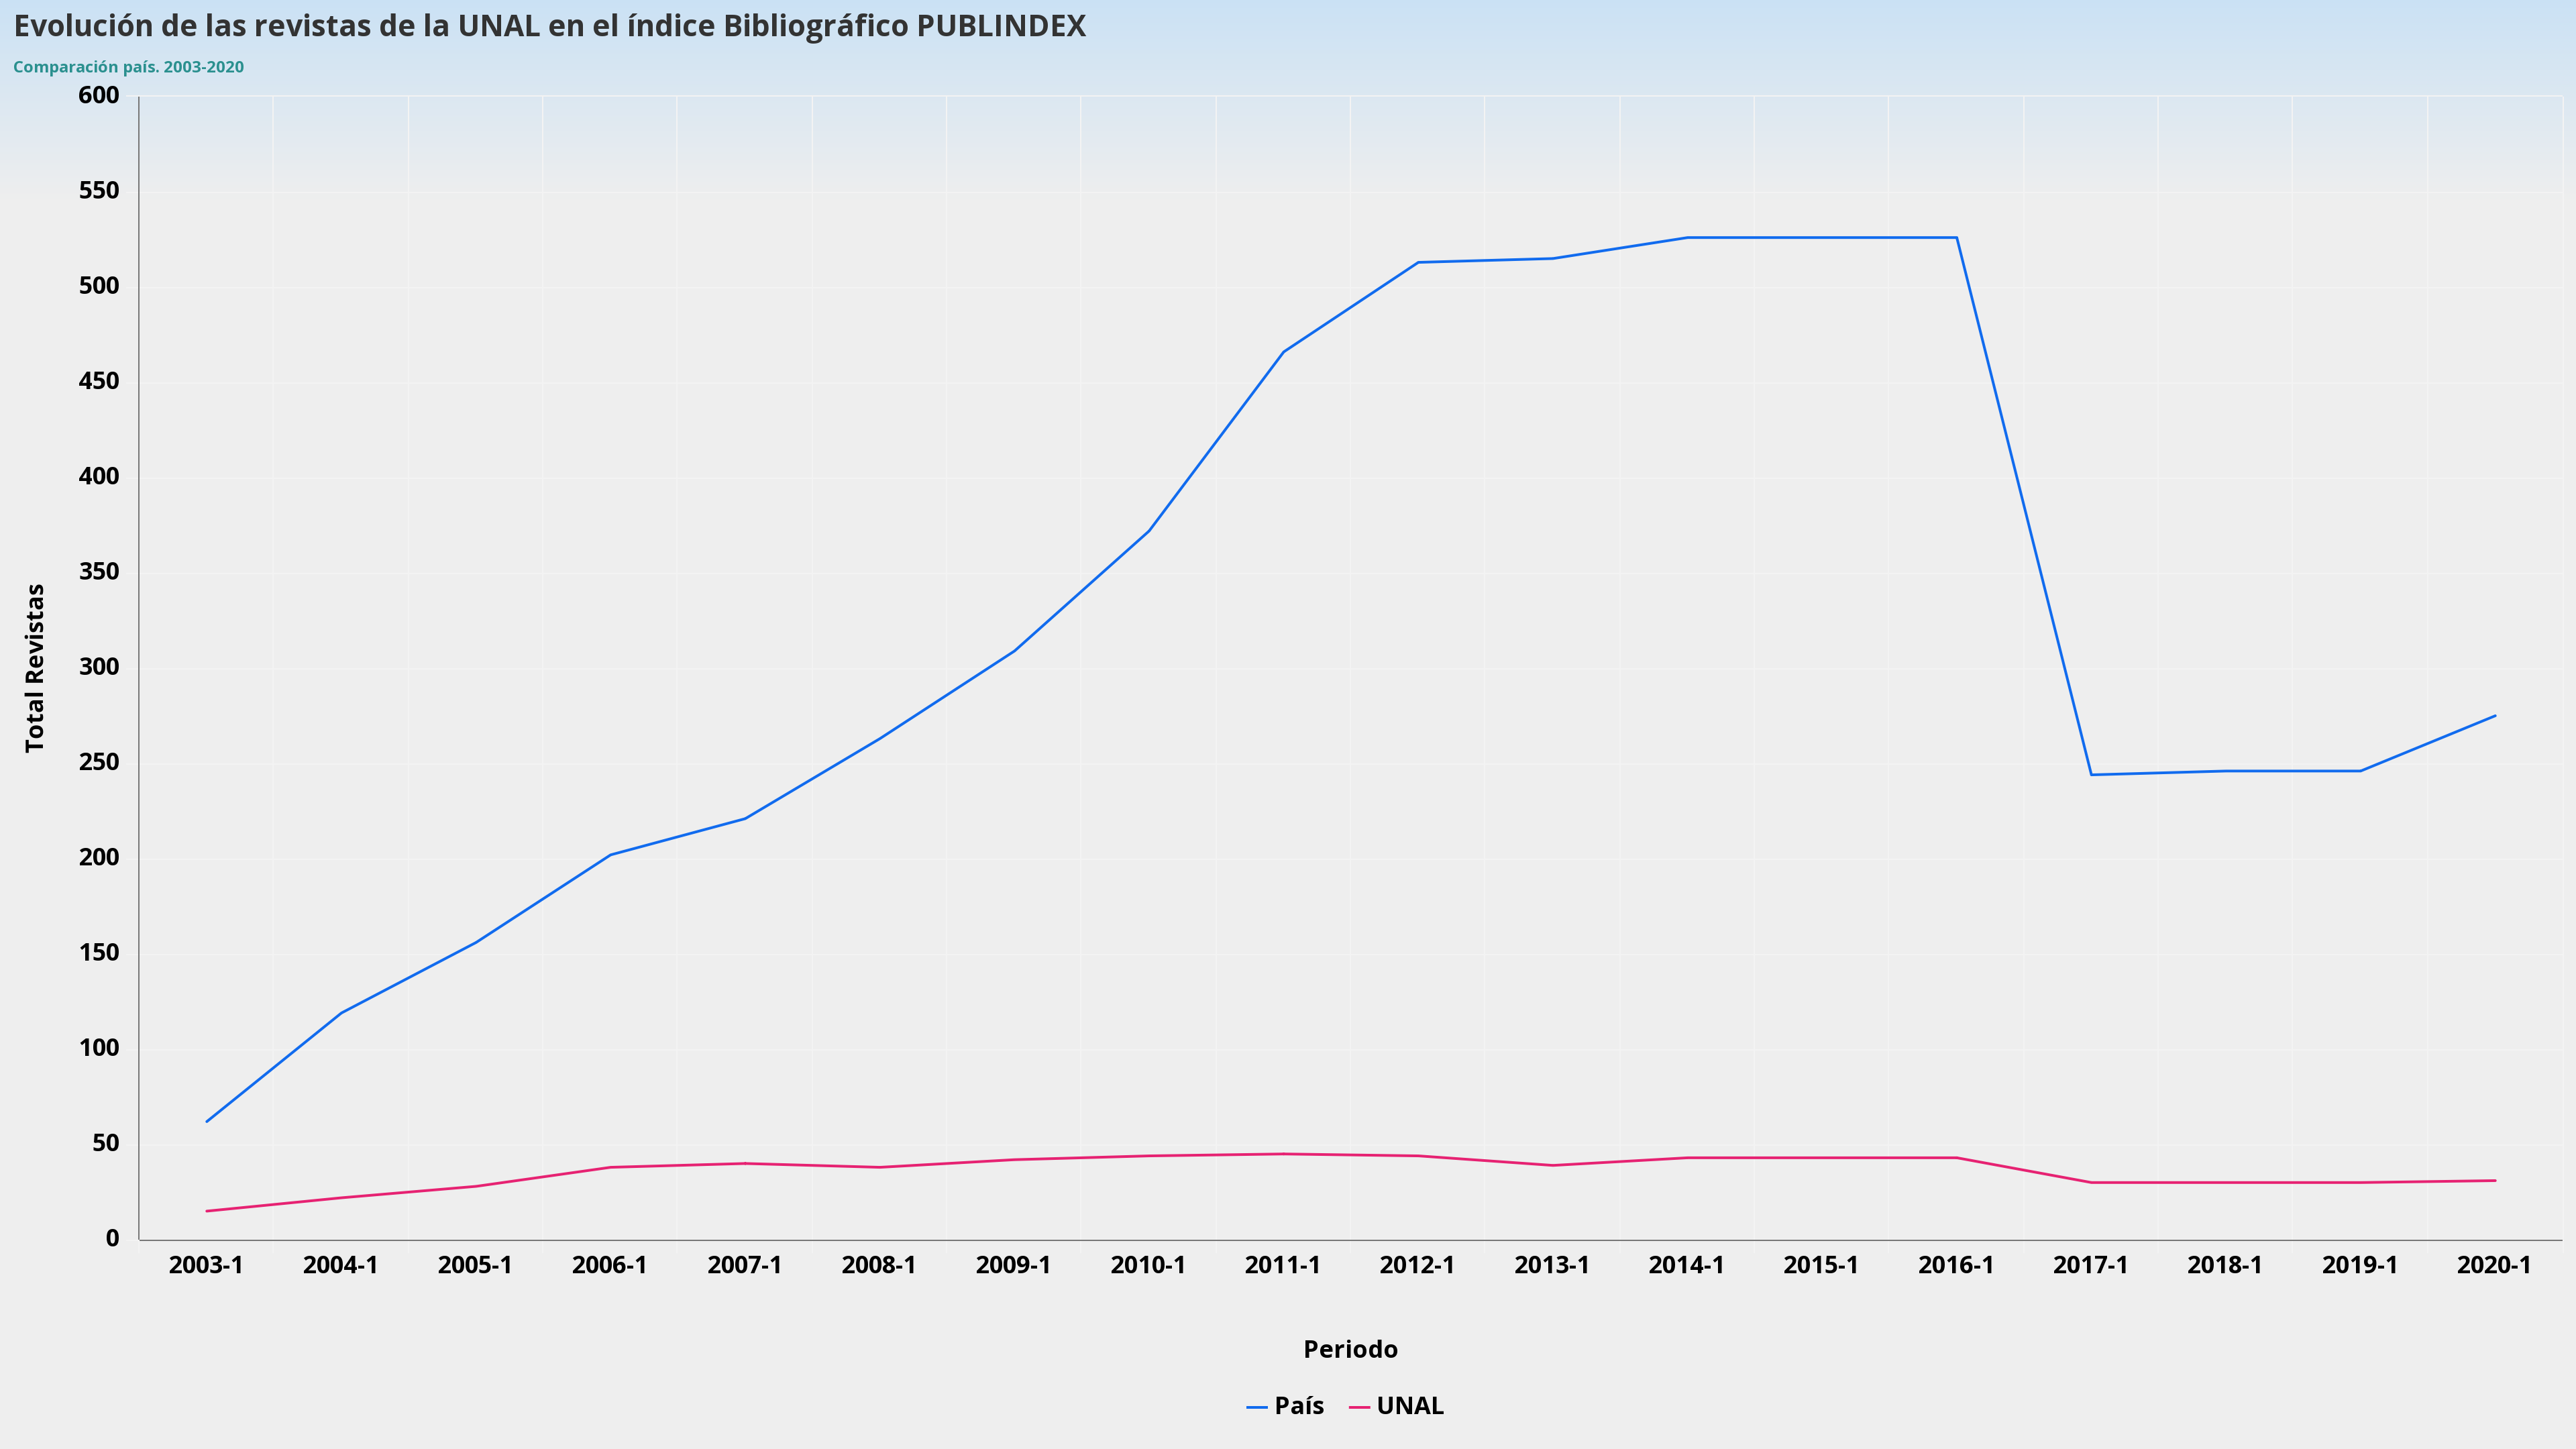 Evolución de las revistas de la UNAL en el índice Bibliográfico PUBLINDEX
Comparación país. 2003-2020
600
550
500
450
400
350
300
250
200
150
100
50
0
Total Revistas
2003-1 2004-1 2005-1 2006-1 2007-1 2008-1 2009-1 2010-1 2011-1 2012-1 2013-1 2014-1 2015-1 2016-1 2017-1 2018-1 2019-1 2020-1
Periodo
País UNAL